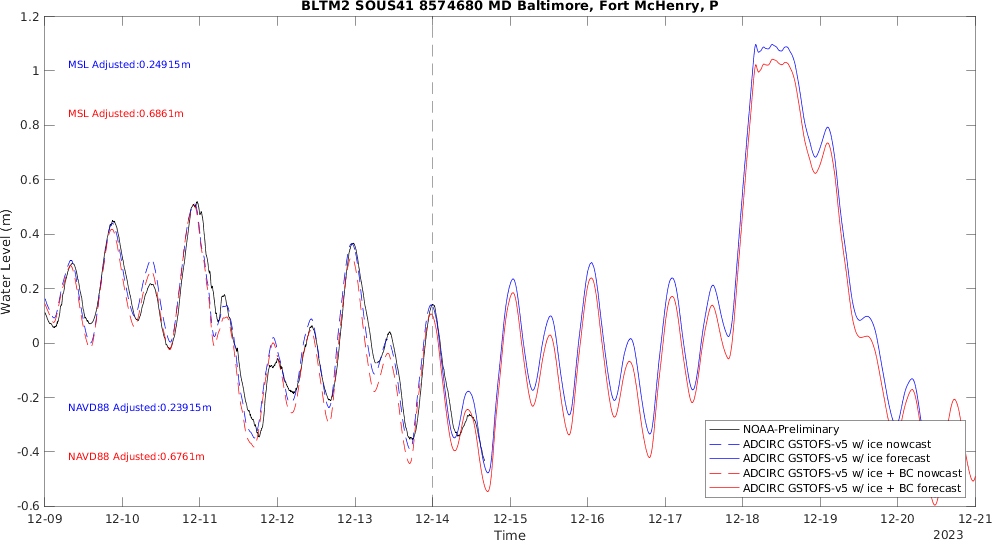 BLTM2 SOUS41 8574680 MD Baltimore, Fort McHenry, P
1.2
1
0.8
0.6
0.4
0.2
0
-0.2
-0.4
-0.6
Water Level (m)
MSL Adjusted:0.24915m
MSL Adjusted:0.6861m
NAVD88 Adjusted:0.23915m
NAVD88 Adjusted:0.6761m
NOAA-Preliminary
ADCIRC GSTOFS-v5 w/ ice nowcast
ADCIRC GSTOFS-v5 w/ ice forecast
ADCIRC GSTOFS-v5 w/ice + BC nowcast
ADCIRC GSTOFS-v5 w/ice + BC forecast
12-09 12-10 12-11 12-12 12-13 12-14 12-15 12-16 12-17 12-18 12-19 12-20 12-21
Time
2023